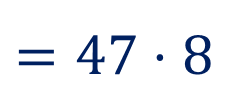 = 47 · 8